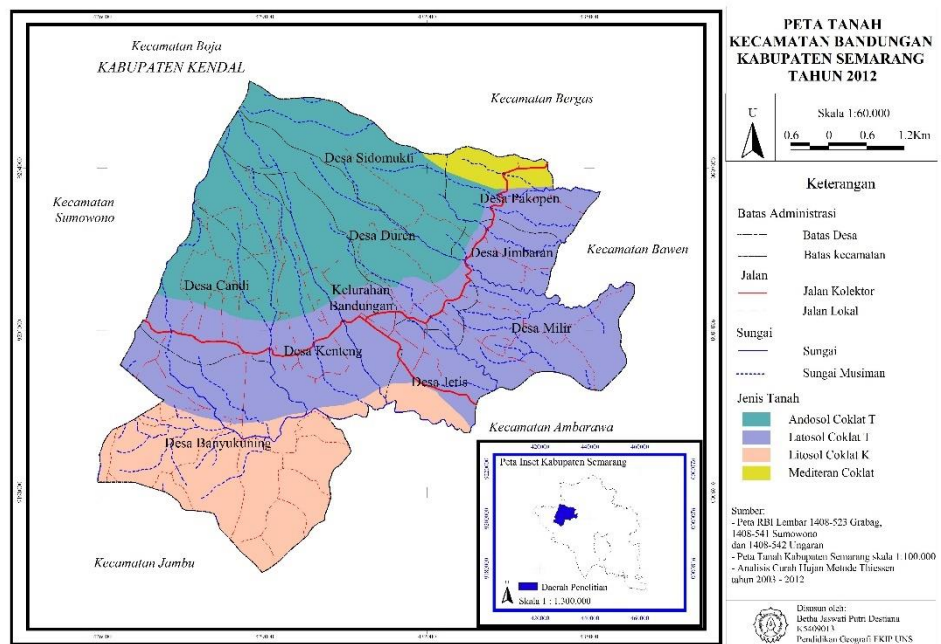 Kecamatan Boja
KABUPATEN KENDAL
Kecamatan Bergas
Kecamatan
Sumowono
Desa Sidomukti
Desa Pakopen
Desa Duren
Desa Jimbaran
Kecamatan Bawen
Desa Candi
Kelurahan
Bandungan
Desa Milir
Desa Kenteng
Desa Jetis
Kecamatan Ambarawa
Desa Banyukuning
Kecamatan Jambu
Peta Inset Kabupaten Semarang
Daerah Penelitian
Skala 1 : 1.300.000
PETA TANAH
KECAMATAN BANDUNGAN
KABUPATEN SEMARANG
TAHUN 2012
U
Skala 1:60.000
0.6 0 0.6 1.2Km
Keterangan
Batas Administrasi
Batas Desa
Batas kecamatan
Jalan
Jalan Kolektor
Jalan Lokal
Sungai
Sungai
Sungai Musiman
Jenis Tanah
Andosol Coklat T
Latosol Coklat T
Litosol Coklat K
Mediteran Coklat
Sumber:
- Peta RBI Lembar 1408-523 Grabag,
1408-541 Sumowono
dan 1408-542 Ungaran
- Peta Tanah Kabupaten Semarang skala 1:100.000
- Analisis Curah Hujan Metode Thiessen
tahun 2003 - 2012
Disusun oleh:
Betha Jaswati Putri Destiana
K5409013
Pendidikan Geografi FKIP UNS